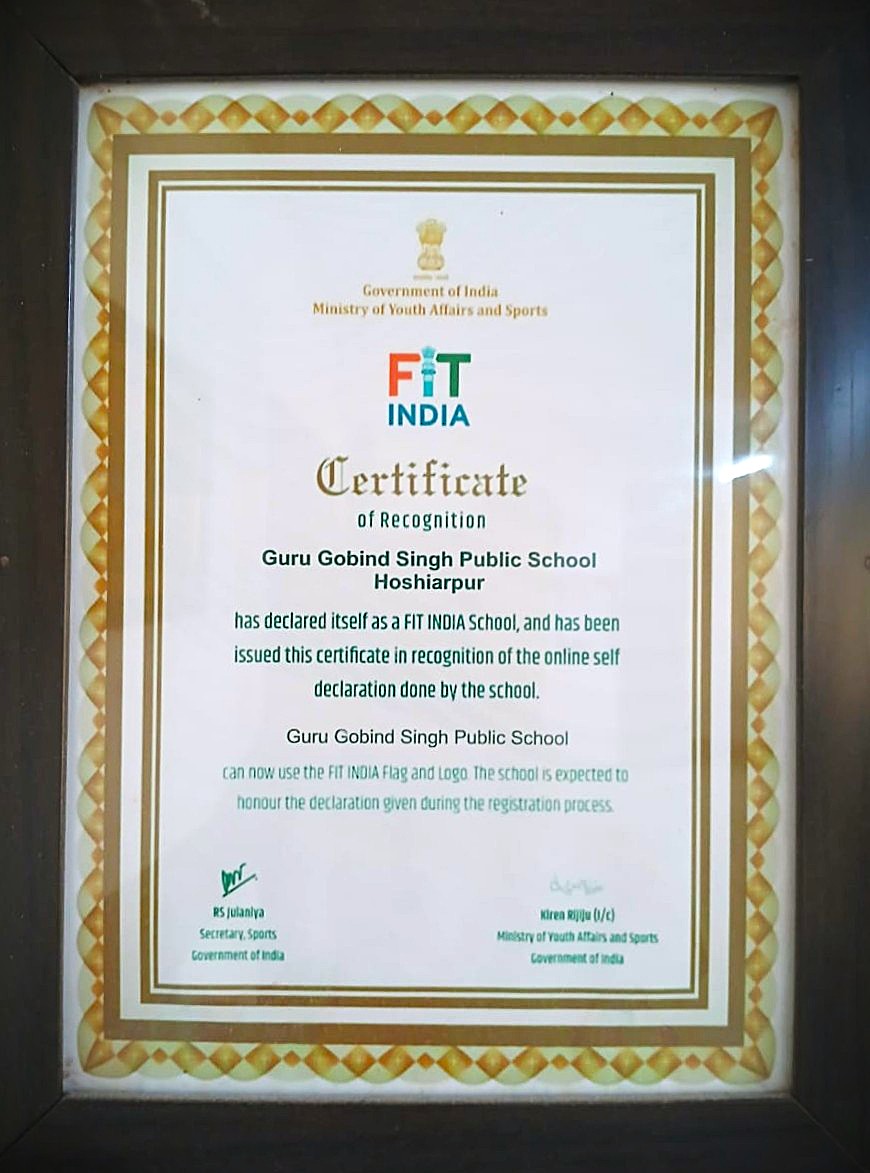 Government of India
Ministry of Youth Affairs and Sports
FiT
INDIA
Certificate
of Recognition
Guru Gobind Singh Public School
Hoshiarpur
has declared itself as a FIT INDIA School, and has been
issued this certificate in recognition of the online self
declaration done by the school.
Guru Gobind Singh Public School
can now use the FIT INDIA Flag and Logo. The school is expected to
honour the declaration given during the registration process.
RS Julaniya
Secretary, Sports
Government of India
Kiren Rijiju (I/c)
Ministry of Youth Affairs and Sports
Government of India